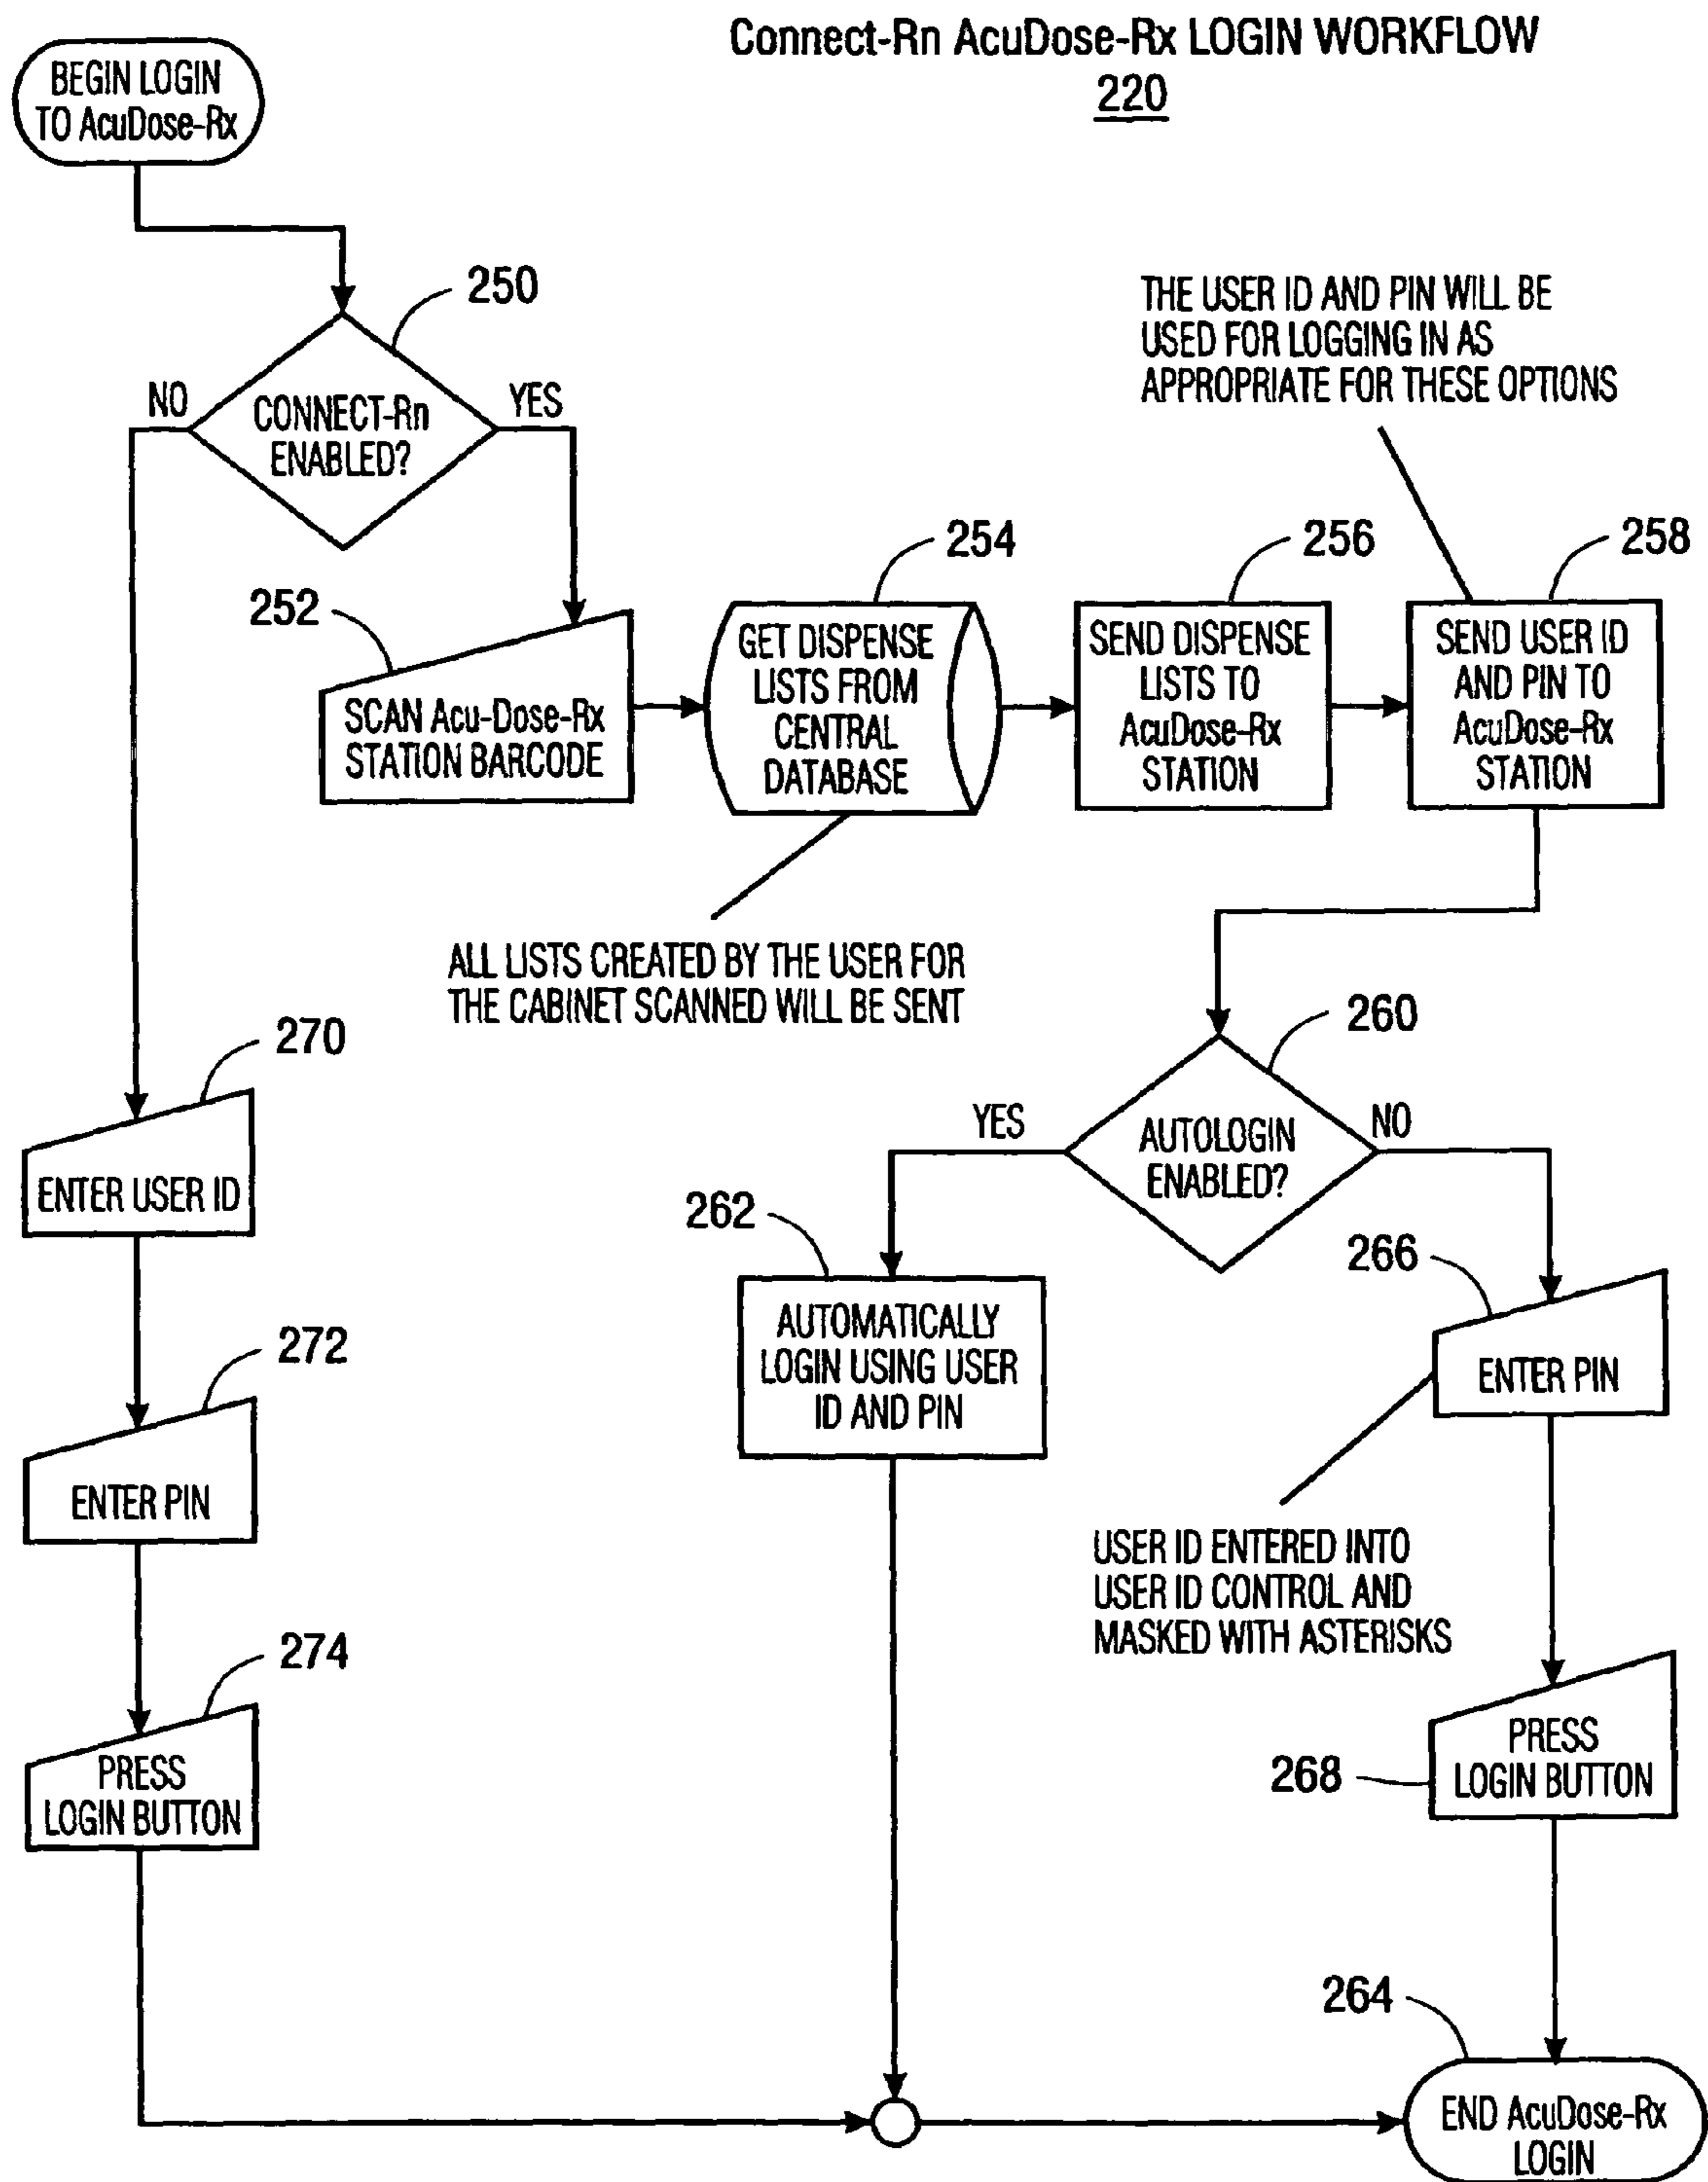 Connect-Rn AcuDose-Rx LOGIN WORKFLOW
220
BEGIN LOGIN
TO AcuDose-Rx
250
CONNECT-Rn
ENABLED?
NO
YES
THE USER ID AND PIN WILL BE
USED FOR LOGGING IN AS
APPROPRIATE FOR THESE OPTIONS
252
SCAN Acu-Dose-Rx
STATION BARCODE
254
GET DISPENSE
LISTS FROM
CENTRAL
DATABASE
256
SEND DISPENSE
LISTS TO
AcuDose-Rx
STATION
258
SEND USER ID
AND PIN TO
AcuDose-Rx
STATION
ALL LISTS CREATED BY THE USER FOR
THE CABINET SCANNED WILL BE SENT
260
AUTOLOGIN
ENABLED?
YES
NO
262
AUTOMATICALLY
LOGIN USING USER
ID AND PIN
266
ENTER PIN
USER ID ENTERED INTO
USER ID CONTROL AND
MASKED WITH ASTERISKS
268
PRESS
LOGIN BUTTON
270
ENTER USER ID
272
ENTER PIN
274
PRESS
LOGIN BUTTON
264
END AcuDose-Rx
LOGIN